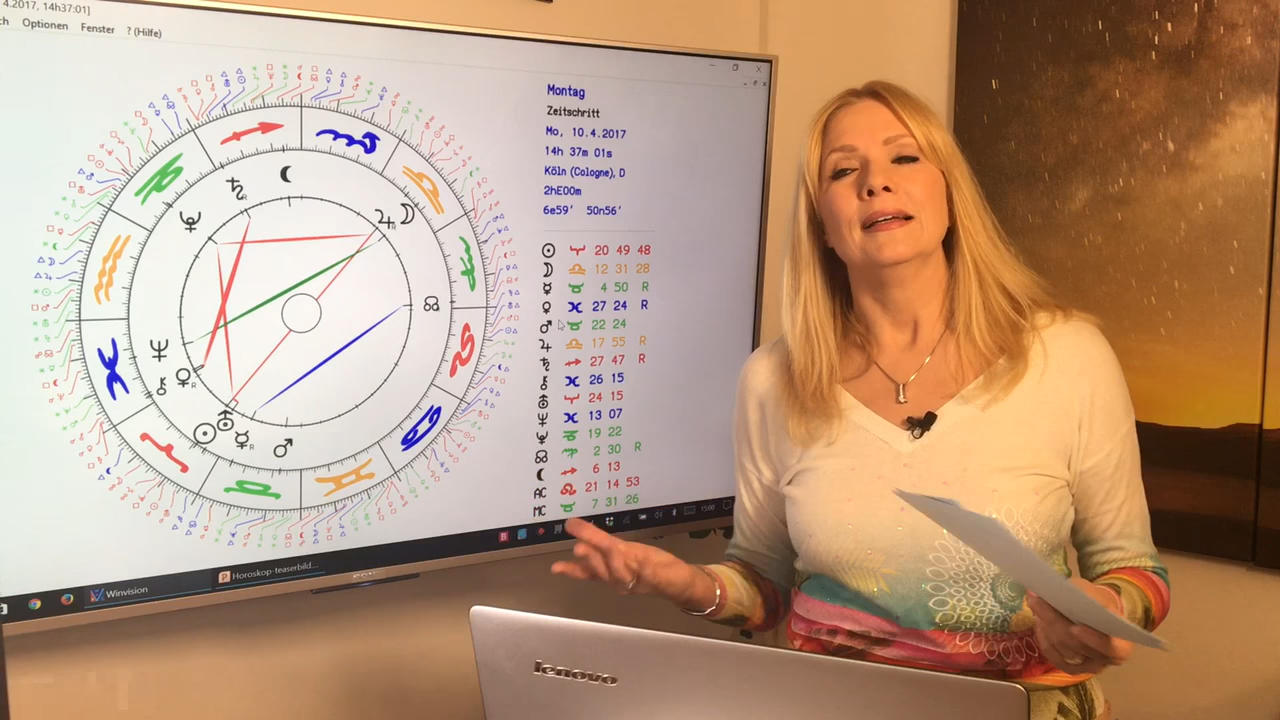 4.2017, 14h37:01]
ch Optionen Fenster ? (Hilfe)
Montag
Zeitschritt
Mo, 10.4.2017
14h 37m 01s
Köln (Cologne), D
2hE00m
6e59' 50n56'
20 49 48
12 31 28
4 50 R
27 24 R
22 24
17 55 R
27 47 R
26 15
24 15
13 07
19 22
2 30 R
6 13
AC 21 14 53
MC 7 31 26
15:00
Winvision
Horoskop-teaserbild...
lenovo